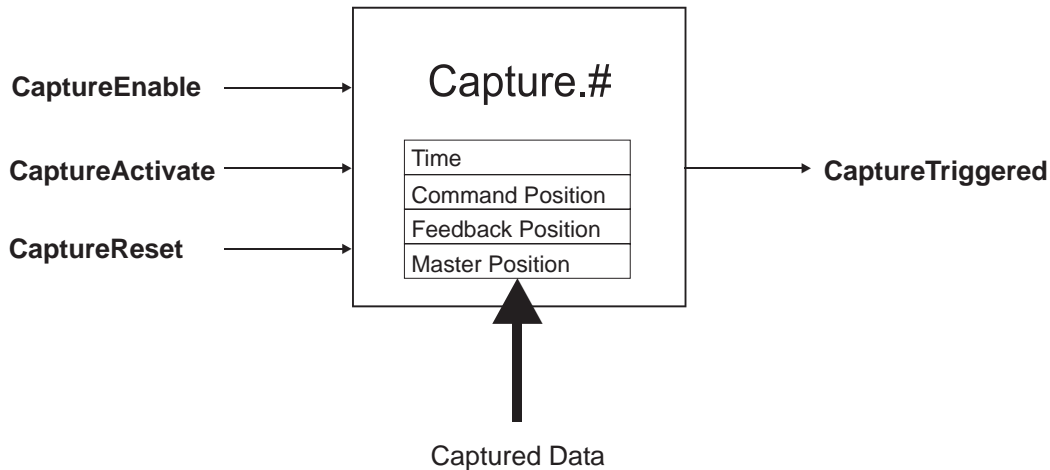 Capture.#
CaptureEnable
CaptureActivate
CaptureReset
Time
Command Position
Feedback Position
Master Position
CaptureTriggered
Captured Data